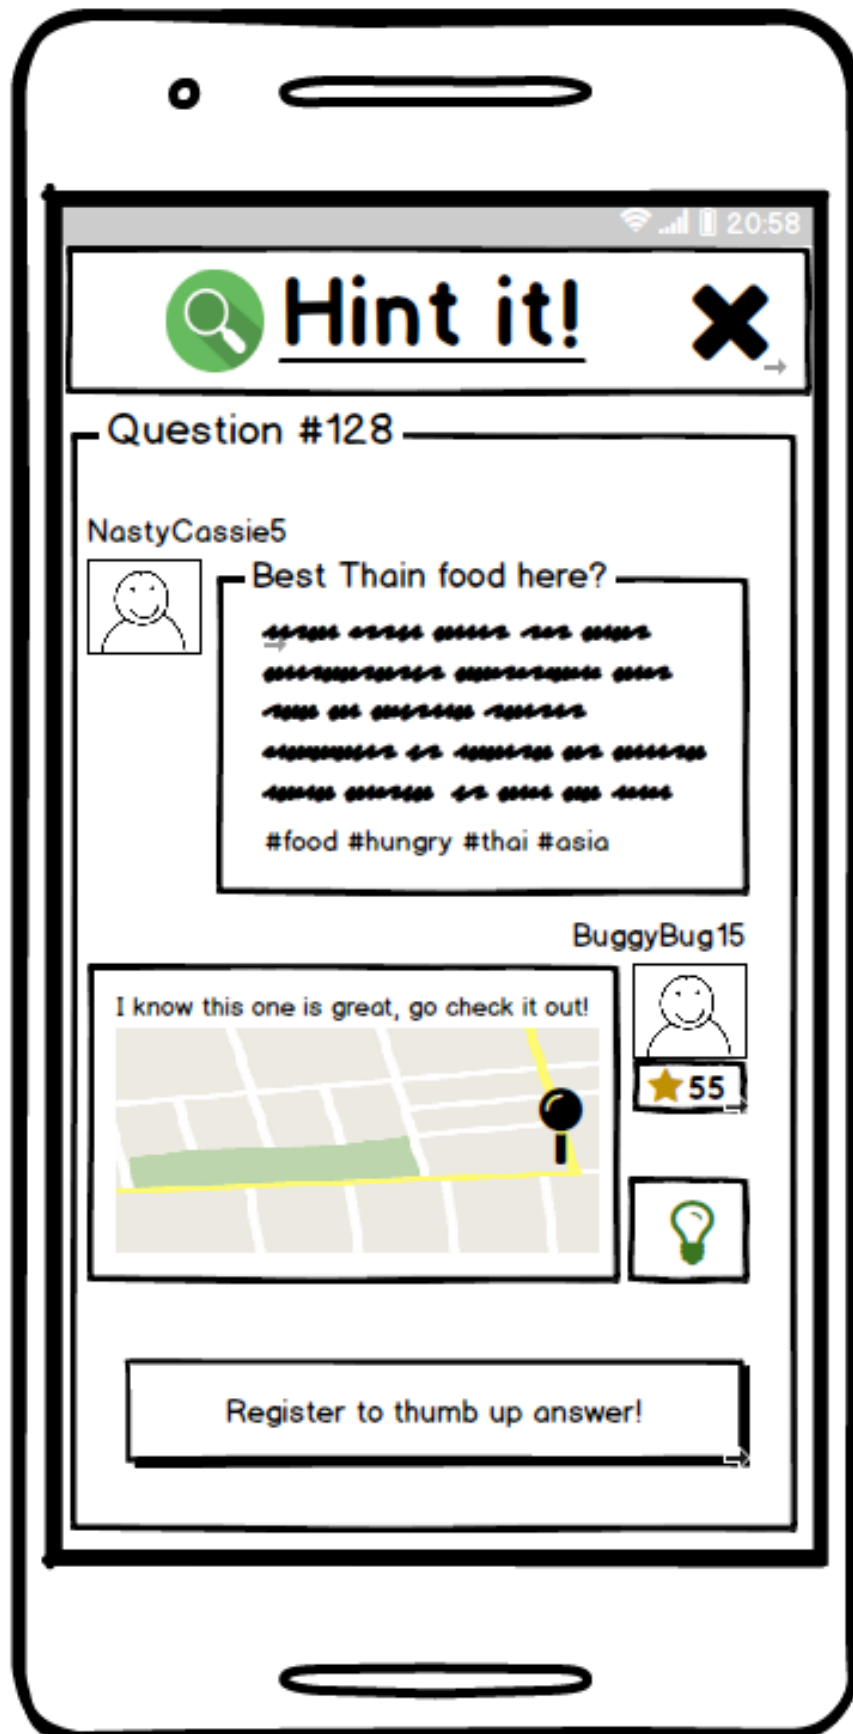 20:58
Hint it!
Question #128
NastyCassie5
Best Thain food here?
#food #hungry #thai #asia
BuggyBug15
I know this one is great, go check it out!
55
Register to thumb up answer!